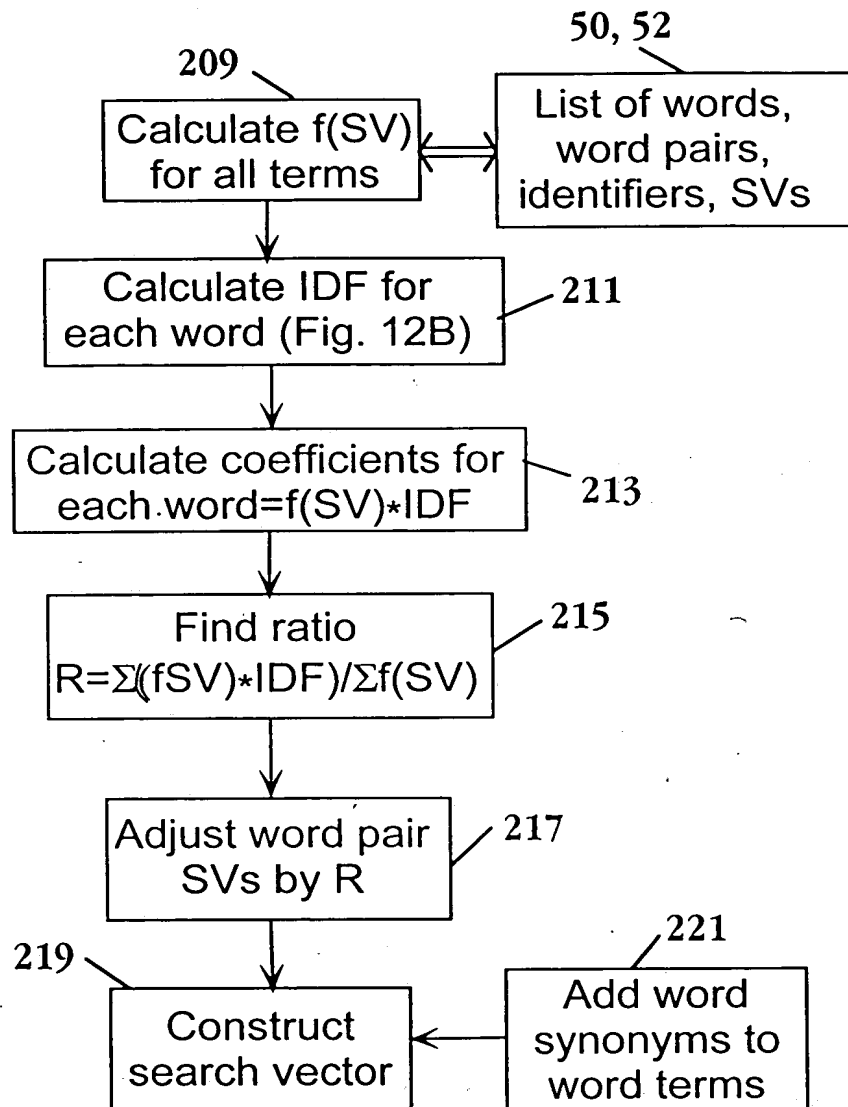 50, 52
209
Calculate f(SV)
for all terms
List of words,
word pairs,
identifiers, SVs
Calculate IDF for
each word (Fig. 12B)
211
Calculate coefficients for
each word=f(SV)*IDF
213
Find ratio
R=Σ((fSV)*IDF)/Σf(SV)
215
Adjust word pair
SVs by R
217
219
Construct
search vector
221
Add word
synonyms to
word terms